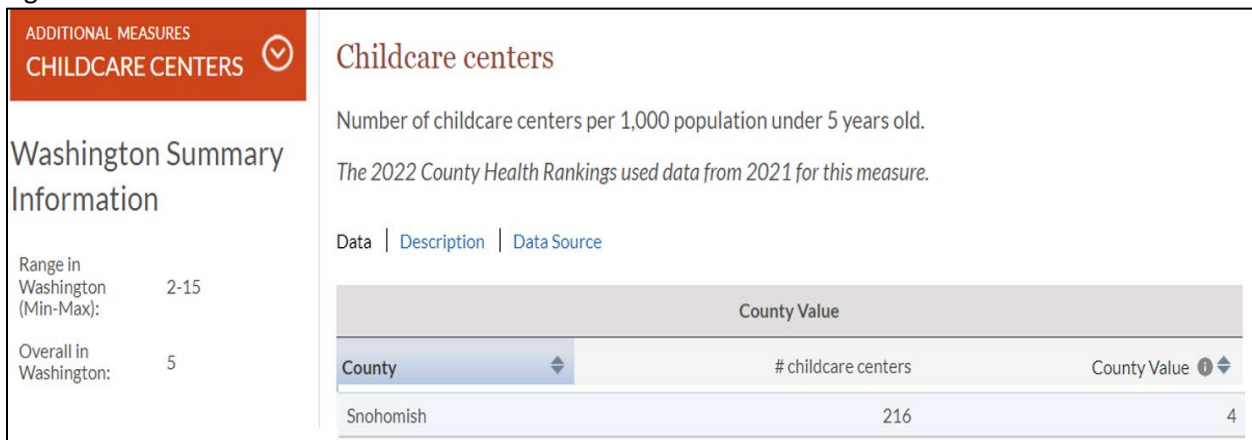 ADDITIONAL MEASURES
CHILDCARE CENTERS
Washington Summary
Information
Range in
Washington
(Min-Max):
2-15
Overall in
Washington:
5
Childcare centers
Number of childcare centers per 1,000 population under 5 years old.
The 2022 County Health Rankings used data from 2021 for this measure.
Data | Description | Data Source
County Value
County # childcare centers County Value
Snohomish 216 4